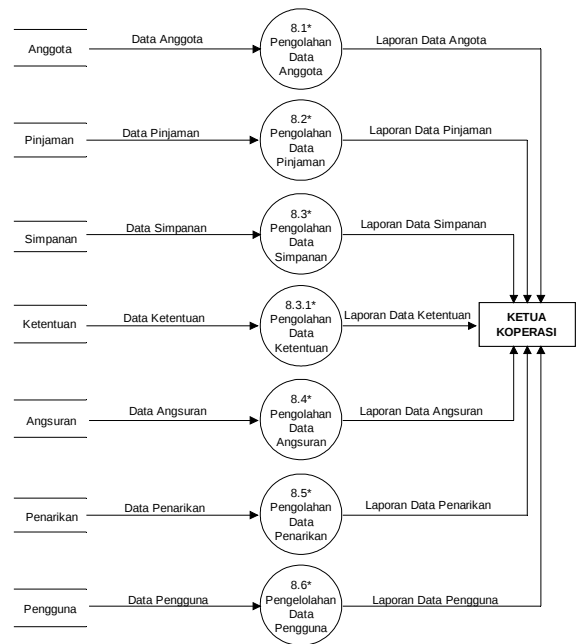 Anggota
Data Anggota
8.1*
Pengolahan
Data
Anggota
Laporan Data Angota
Pinjaman
Data Pinjaman
8.2*
Pengolahan
Data
Pinjaman
Laporan Data Pinjaman
Simpanan
Data Simpanan
8.3*
Pengolahan
Data
Simpanan
Laporan Data Simpanan
Ketentuan
Data Ketentuan
8.3.1*
Pengolahan
Data
Ketentuan
Laporan Data Ketentuan
KETUA
KOPERASI
Angsuran
Data Angsuran
8.4*
Pengolahan
Data
Angsuran
Laporan Data Angsuran
Penarikan
Data Penarikan
8.5*
Pengolahan
Data
Penarikan
Laporan Data Penarikan
Pengguna
Data Pengguna
8.6*
Pengelolahan
Data
Pengguna
Laporan Data Pengguna